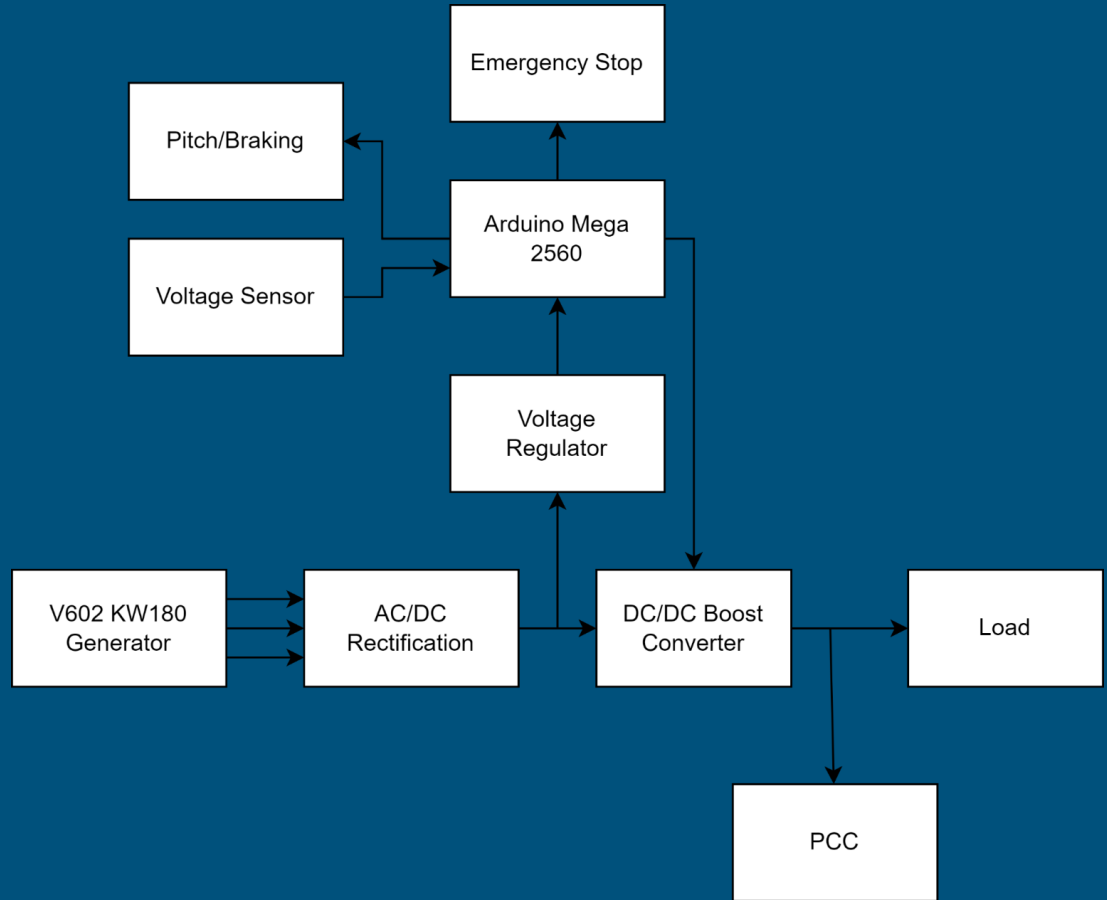 Emergency Stop
Pitch/Braking
Arduino Mega
2560
Voltage Sensor
Voltage
Regulator
V602 KW180
Generator
AC/DC
Rectification
DC/DC Boost
Converter
Load
PCC